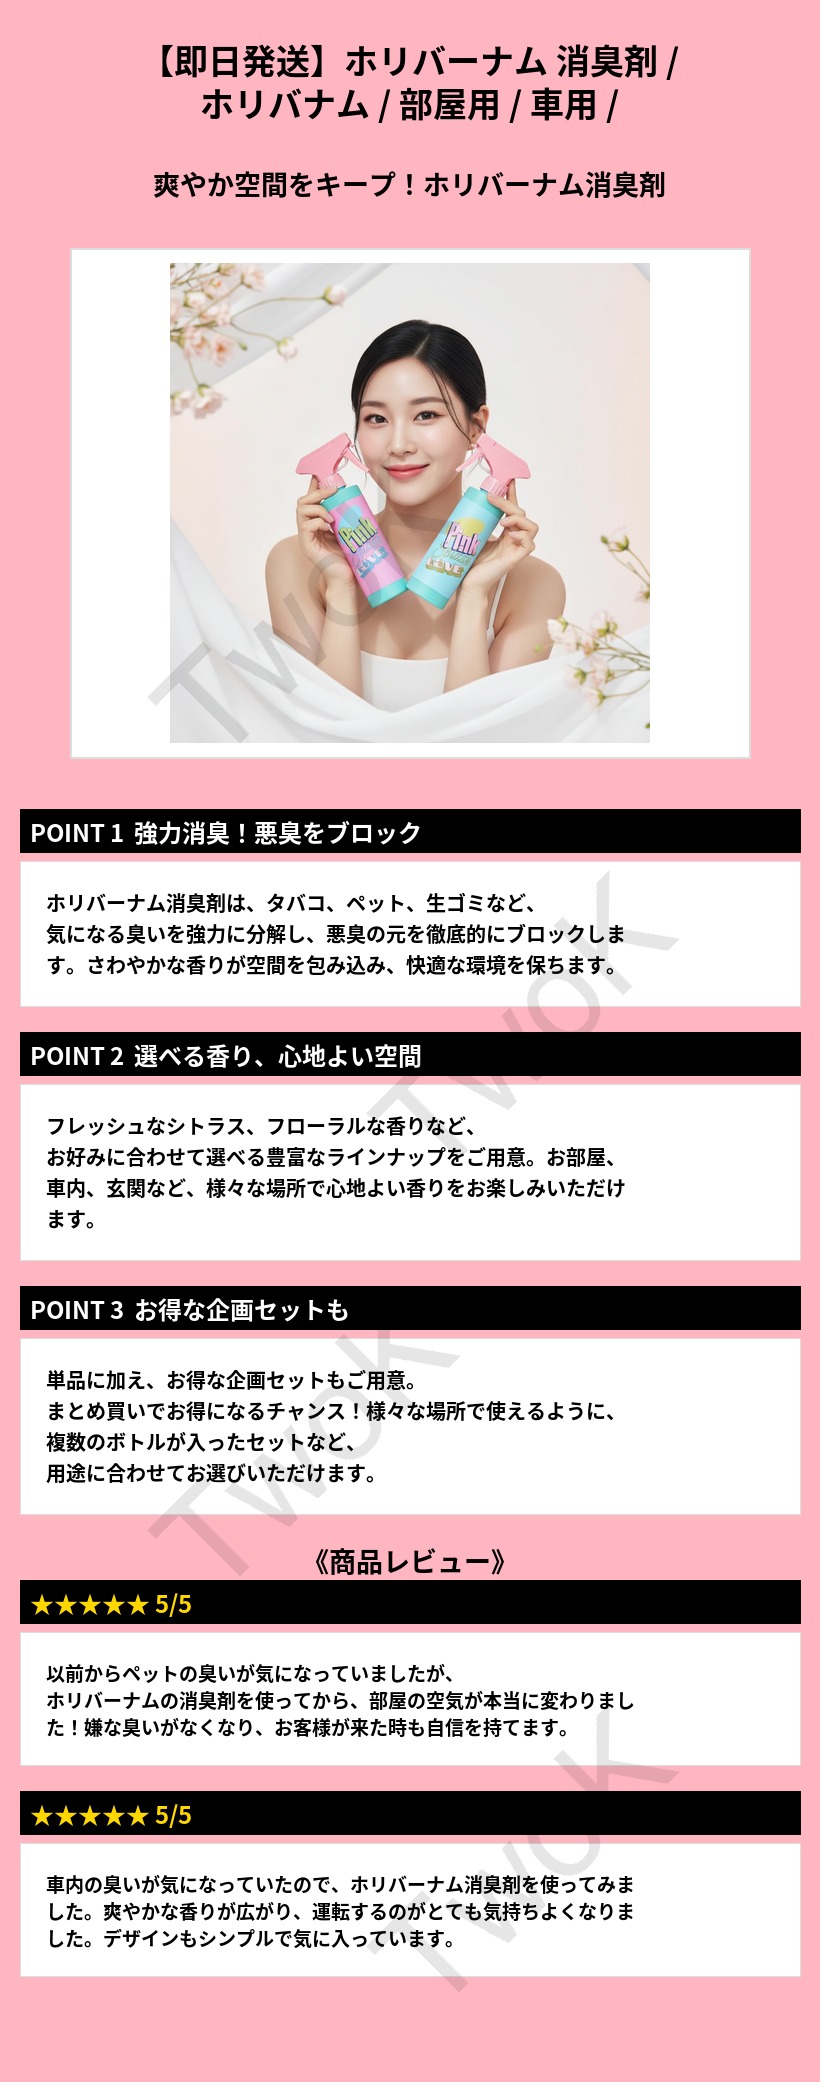 【即日発送】ホリバーナム 消臭剤 /
ホリバナム / 部屋用 / 車用 /
爽やか空間をキープ！ホリバーナム消臭剤
Pink
Pink
LOVE
TwoK
POINT 1 強力消臭！悪臭をブロック
ホリバーナム消臭剤は、タバコ、ペット、生ゴミなど、
気になる臭いを強力に分解し、悪臭の元を徹底的にブロックしま
す。さわやかな香りが空間を包み込み、快適な環境を保ちます。
TwoK
POINT 2 選べる香り、心地よい空間
フレッシュなシトラス、フローラルな香りなど、
お好みに合わせて選べる豊富なラインナップをご用意。お部屋、
車内、玄関など、様々な場所で心地よい香りをお楽しみいただけ
ます。
POINT 3 お得な企画セットも
単品に加え、お得な企画セットもご用意。
まとめ買いでお得になるチャンス！様々な場所で使えるように、
複数のボトルが入ったセットなど、
用途に合わせてお選びいただけます。
TwoK
《商品レビュー》
★★★★★ 5/5
以前からペットの臭いが気になっていましたが、
ホリバーナムの消臭剤を使ってから、部屋の空気が本当に変わりまし
た！嫌な臭いがなくなり、お客様が来た時も自信を持てます。
★★★★★ 5/5
車内の臭いが気になっていたので、ホリバーナム消臭剤を使ってみま
した。爽やかな香りが広がり、運転するのがとても気持ちよくなりま
した。デザインもシンプルで気に入っています。
TwoK